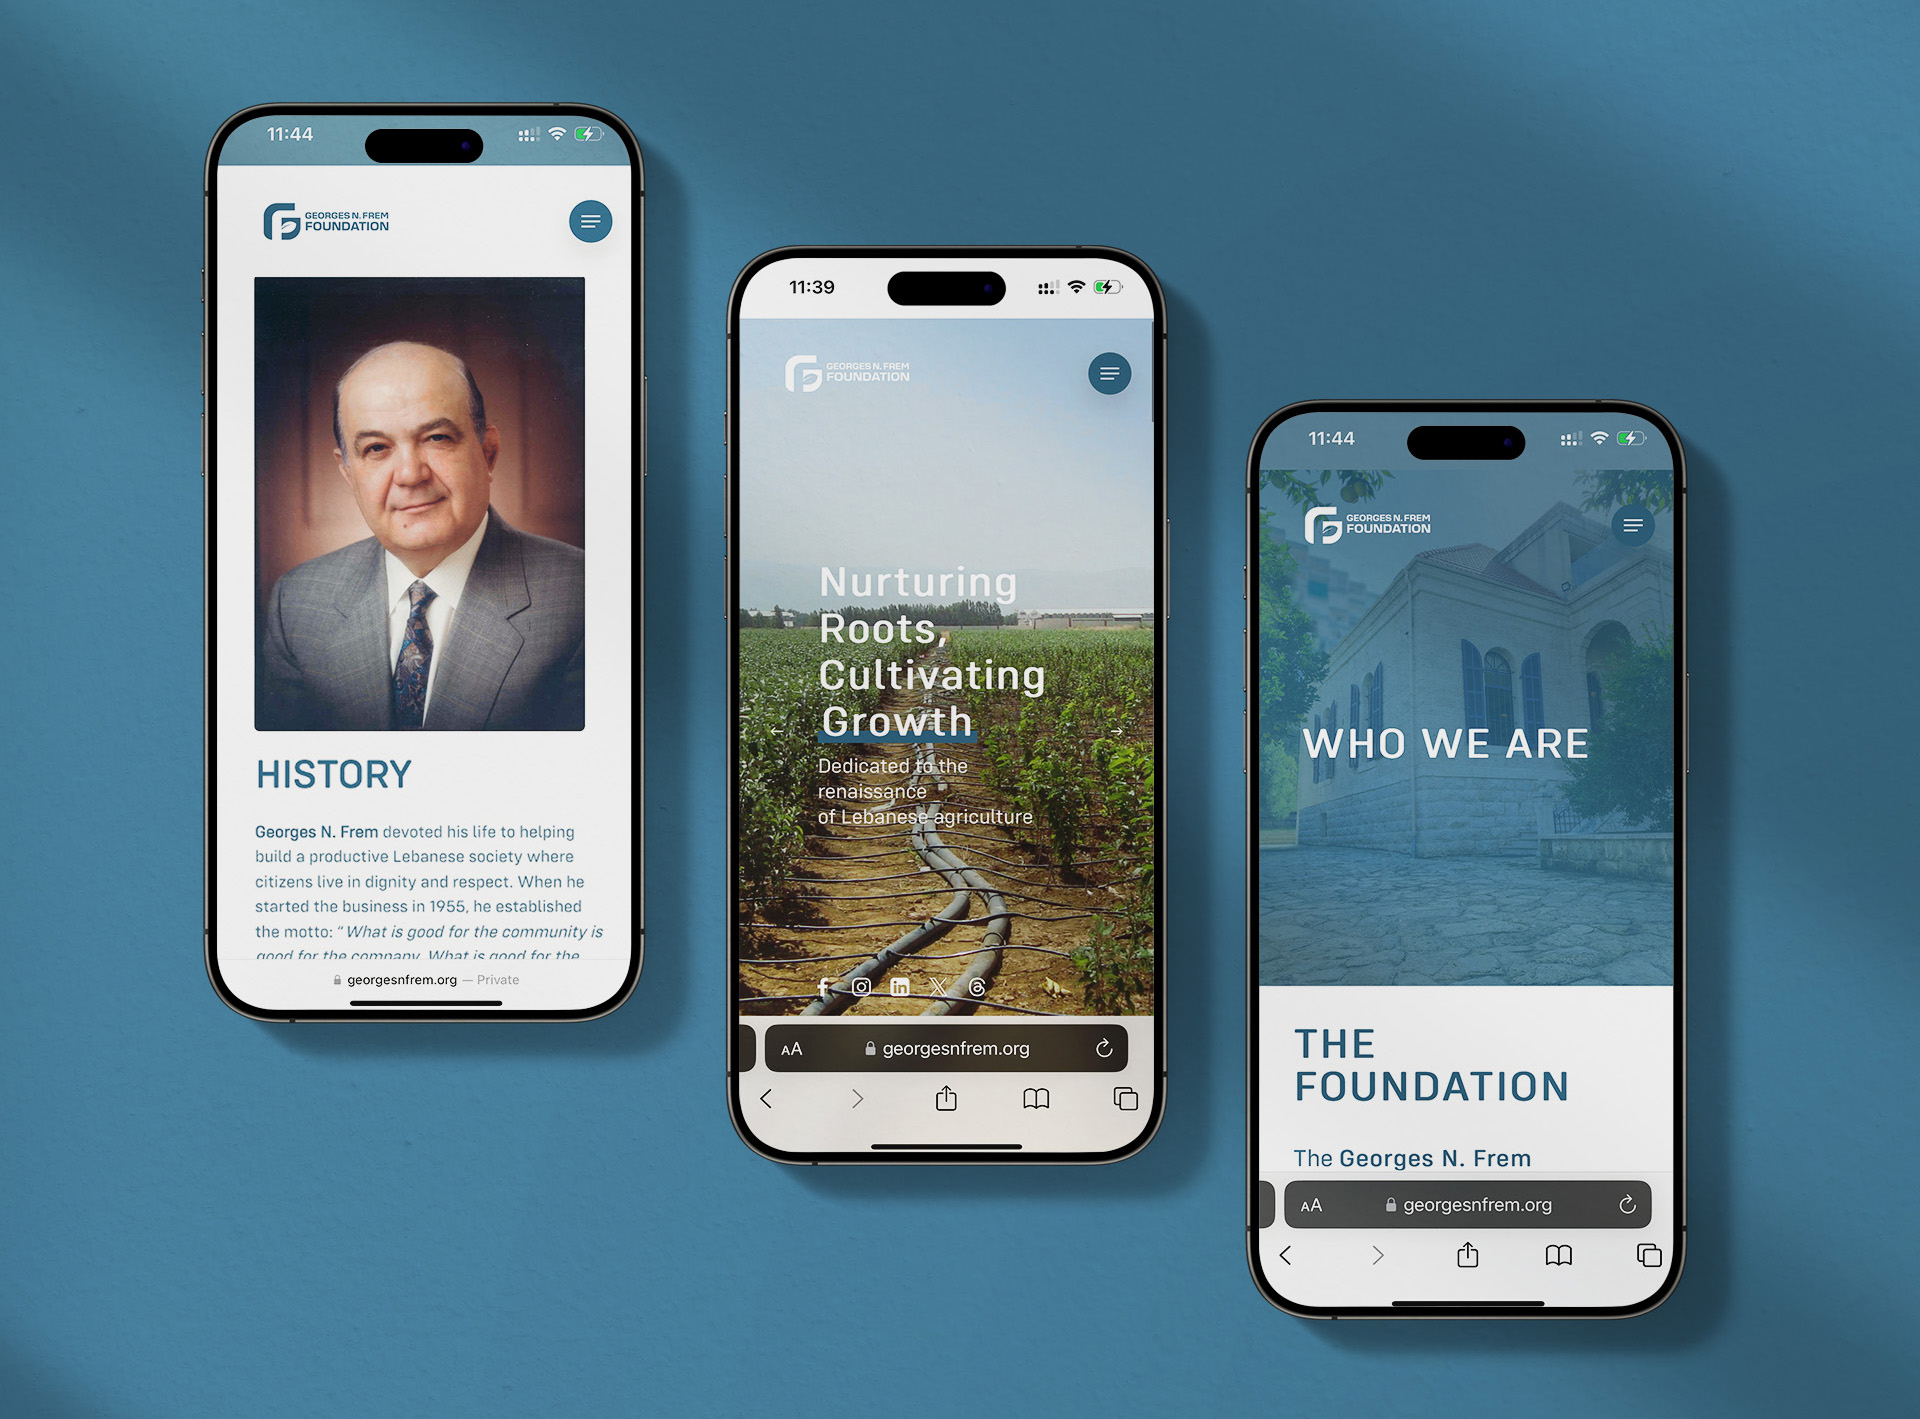 11:44
GEORGES N. FREM
FOUNDATION
HISTORY
Georges N. Frem devoted his life to helping
build a productive Lebanese society where
citizens live in dignity and respect. When he
started the business in 1955, he established
the motto: “What is good for the community is
good for the company. What is good for the
georgesnfrem.org — Private
11:39
GEORGES N. FREM
FOUNDATION
Nurturing
Roots,
Cultivating
Growth
Dedicated to the
renaissance
of Lebanese agriculture
AA georgesnfrem.org
11:44
GEORGES N. FREM
FOUNDATION
WHO WE ARE
THE
FOUNDATION
The Georges N. Frem
AA georgesnfrem.org